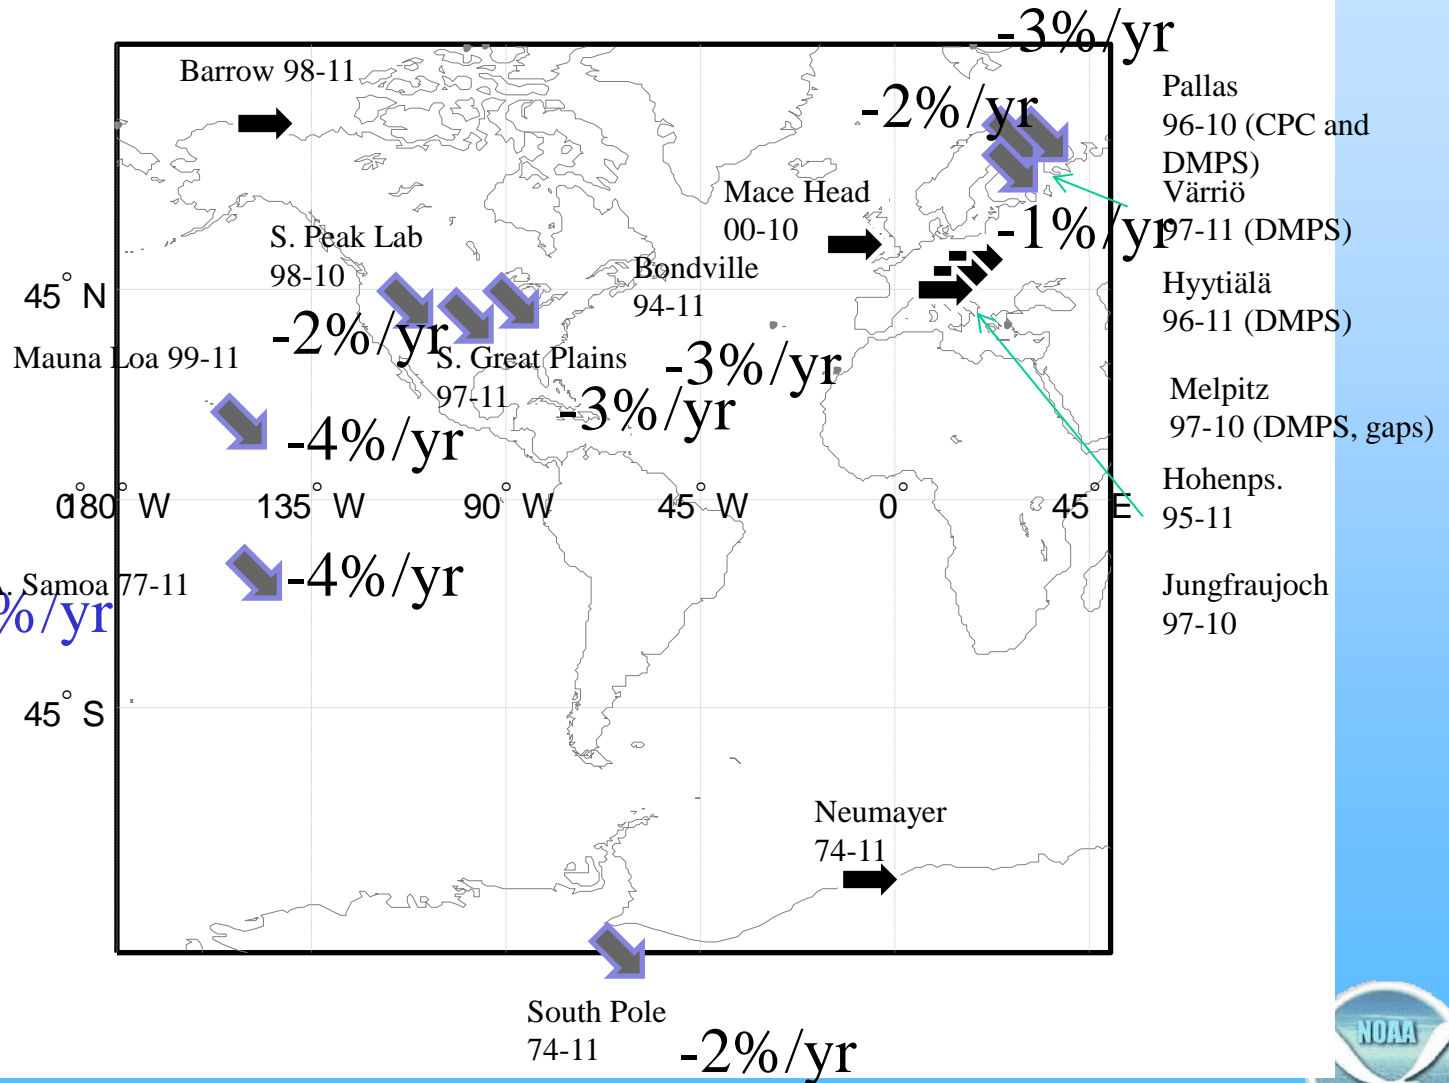 -3%/yr
Barrow 98-11
-2%/yr
Pallas
96-10 (CPC and
DMPS)
Värriö
97-11 (DMPS)
Mace Head
00-10
-1%/yr
S. Peak Lab
98-10
Bondville
94-11
Hyytiälä
96-11 (DMPS)
45° N
-2%/yr
Mauna Loa 99-11
S. Great Plains
97-11
-3%/yr
-3%/yr
Melpitz
97-10 (DMPS, gaps)
-4%/yr
Hohenps.
95-11
180° W
135° W
90° W
45° W
0°
45° E
A. Samoa 77-11
-4%/yr
%/yr
Jungfraujoch
97-10
45° S
Neumayer
74-11
South Pole
74-11
-2%/yr
NOAA